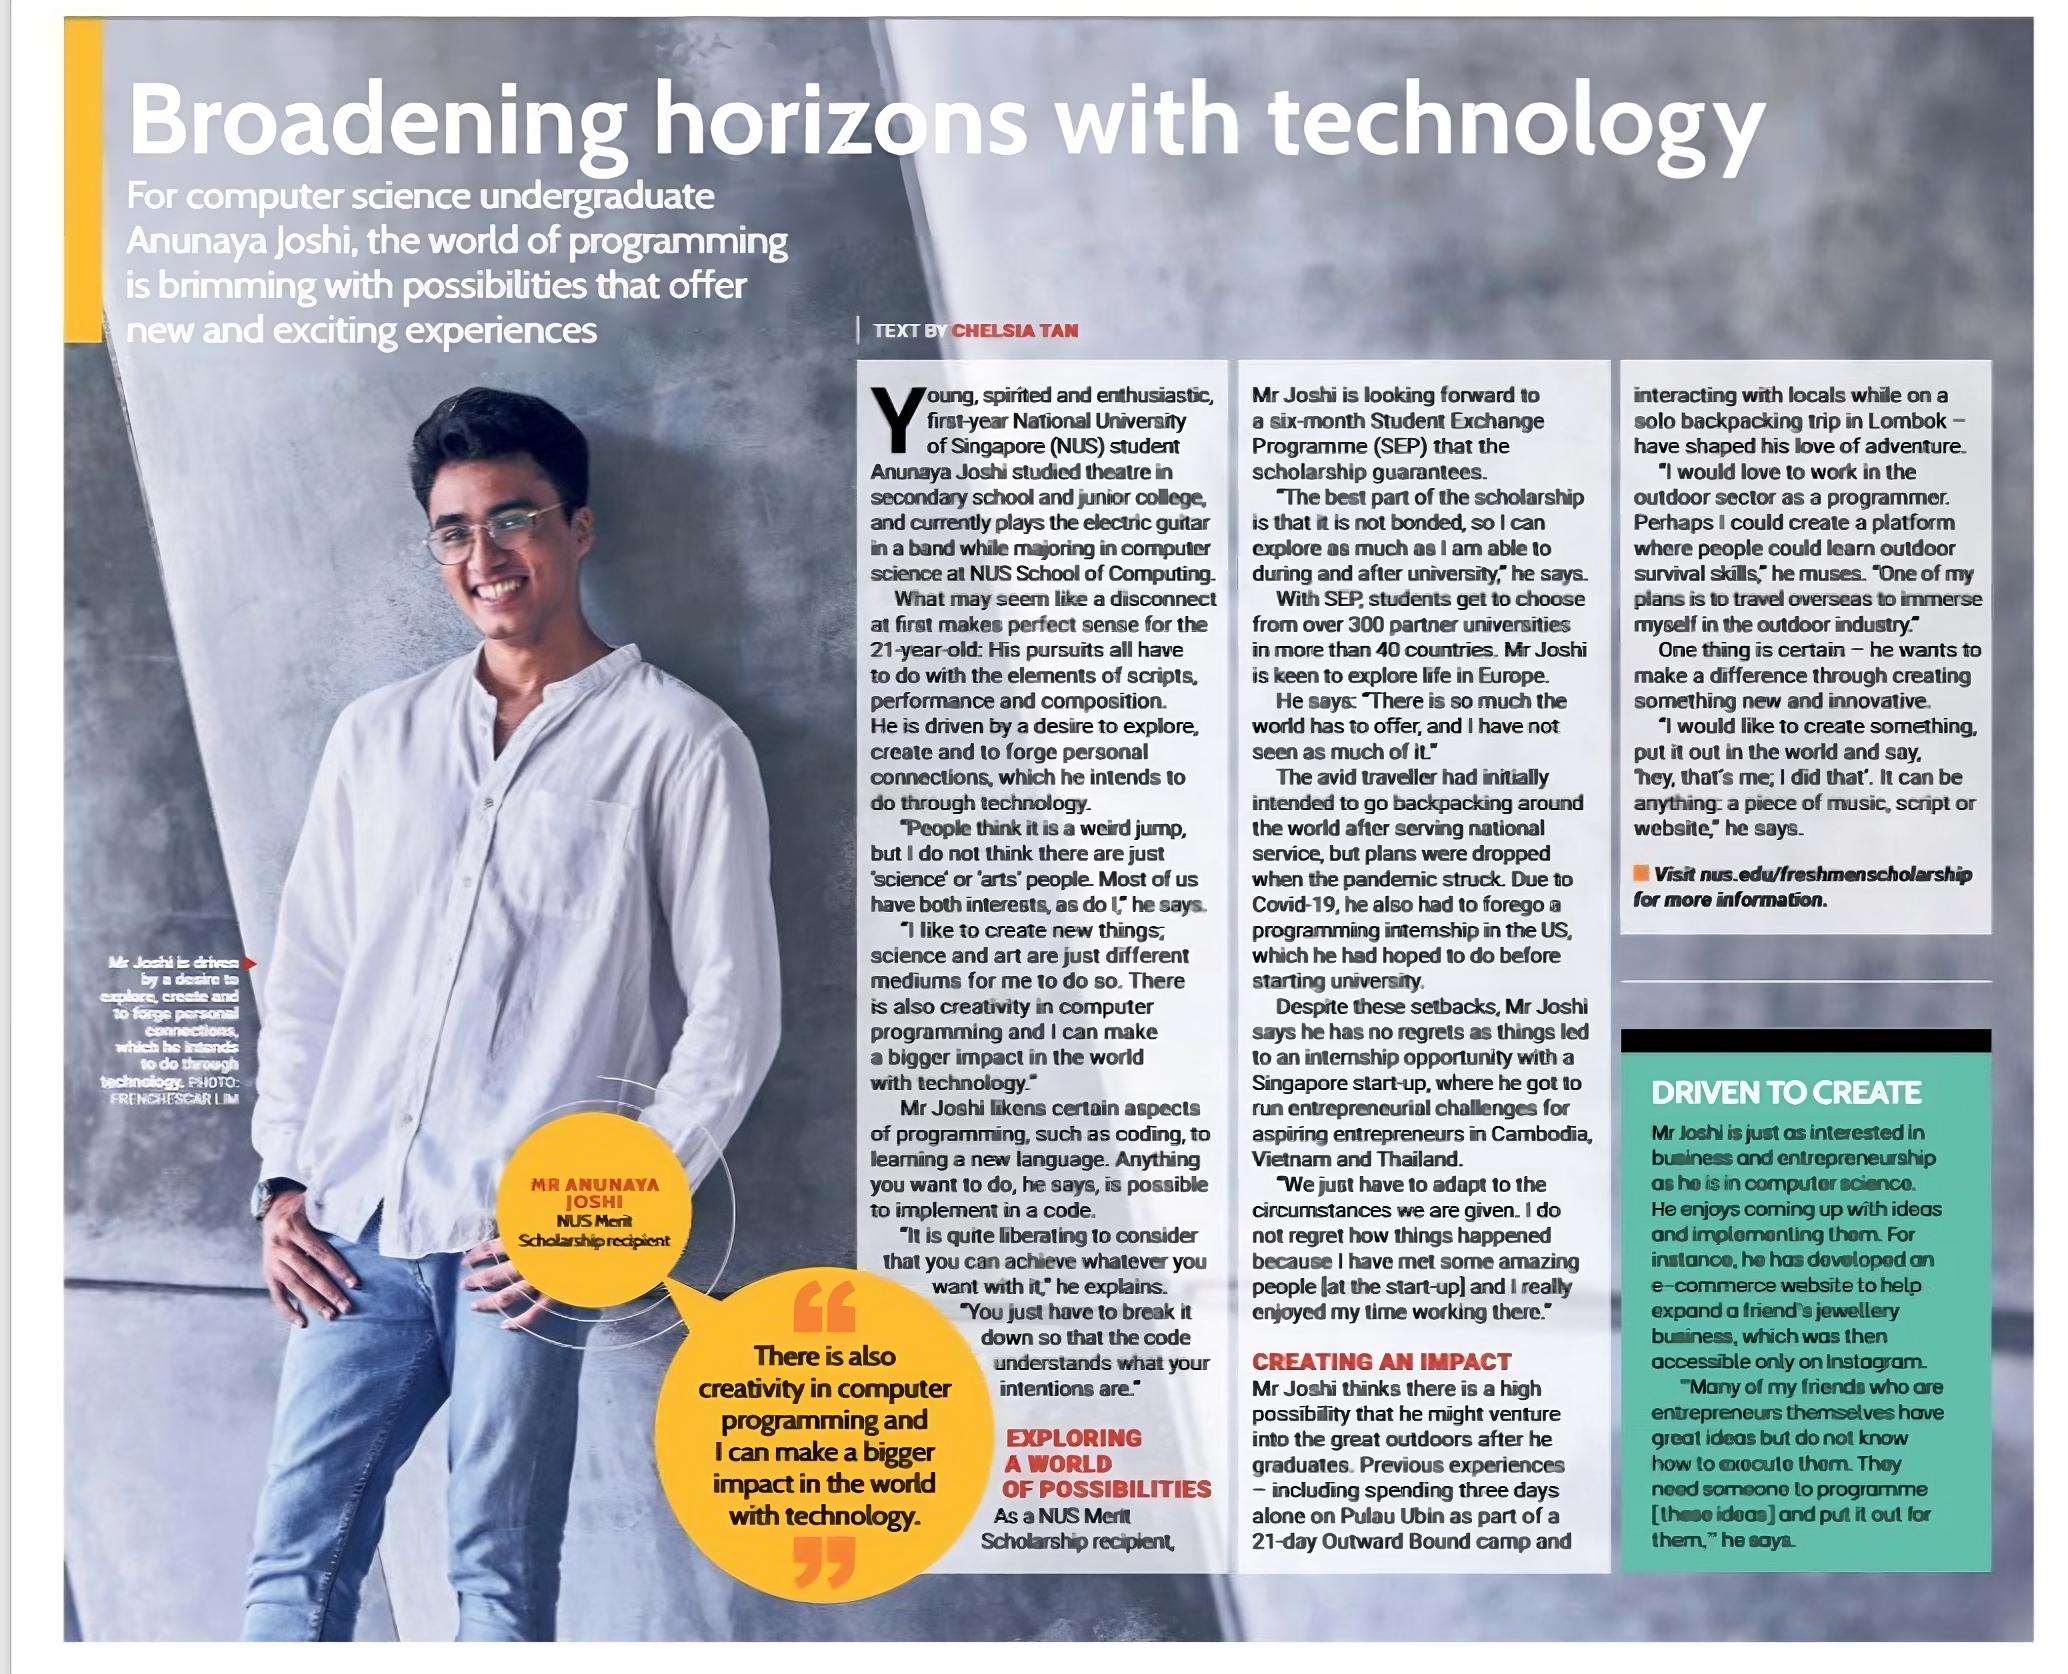 Broadening horizons with technology
For computer science undergraduate
Anunaya Joshi, the world of programming
is brimming with possibilities that offer
new and exciting experiences
TEXT BY CHELSIA TAN
Young, spirited and enthusiastic,
first-year National University
of Singapore (NUS) student
Anunaya Joshi studied theatre in
secondary school and junior college,
and currently plays the electric guitar
in a band while majoring in computer
science at NUS School of Computing.
What may seem like a disconnect
at first makes perfect sense for the
21-year-old: His pursuits all have
to do with the elements of scripts,
performance and composition.
He is driven by a desire to explore,
create and to forge personal
connections, which he intends to
do through technology.
"People think it is a weird jump,
but I do not think there are just
'science' or 'arts' people. Most of us
have both interests, as do I," he says.
"I like to create new things;
science and art are just different
mediums for me to do so. There
is also creativity in computer
programming and I can make
a bigger impact in the world
with technology."
Mr Joshi likens certain aspects
of programming, such as coding, to
learning a new language. Anything
you want to do, he says, is possible
to implement in a code.
"It is quite liberating to consider
that you can achieve whatever you
want with it," he explains.
"You just have to break it
down so that the code
understands what your
intentions are."
EXPLORING
A WORLD
OF POSSIBILITIES
As a NUS Merit
Scholarship recipient,
Mr Joshi is looking forward to
a six-month Student Exchange
Programme (SEP) that the
scholarship guarantees.
"The best part of the scholarship
is that it is not bonded, so I can
explore as much as I am able to
during and after university," he says.
With SEP, students get to choose
from over 300 partner universities
in more than 40 countries. Mr Joshi
is keen to explore life in Europe.
He says: "There is so much the
world has to offer, and I have not
seen as much of it."
The avid traveller had initially
intended to go backpacking around
the world after serving national
service, but plans were dropped
when the pandemic struck. Due to
Covid-19, he also had to forego a
programming internship in the US,
which he had hoped to do before
starting university.
Despite these setbacks, Mr Joshi
says he has no regrets as things led
to an internship opportunity with a
Singapore start-up, where he got to
run entrepreneurial challenges for
aspiring entrepreneurs in Cambodia,
Vietnam and Thailand.
"We just have to adapt to the
circumstances we are given. I do
not regret how things happened
because I have met some amazing
people [at the start-up] and I really
enjoyed my time working there."
CREATING AN IMPACT
Mr Joshi thinks there is a high
possibility that he might venture
into the great outdoors after he
graduates. Previous experiences
– including spending three days
alone on Pulau Ubin as part of a
21-day Outward Bound camp and
interacting with locals while on a
solo backpacking trip in Lombok –
have shaped his love of adventure.
"I would love to work in the
outdoor sector as a programmer.
Perhaps I could create a platform
where people could learn outdoor
survival skills," he muses. "One of my
plans is to travel overseas to immerse
myself in the outdoor industry."
One thing is certain – he wants to
make a difference through creating
something new and innovative.
"I would like to create something,
put it out in the world and say,
'hey, that's me; I did that'. It can be
anything: a piece of music, script or
website," he says.
Visit nus.edu/freshmenscholarship
for more information.
DRIVEN TO CREATE
Mr Joshi is just as interested in
business and entrepreneurship
as he is in computer science.
He enjoys coming up with ideas
and implementing them. For
instance, he has developed an
e-commerce website to help
expand a friend's jewellery
business, which was then
accessible only on Instagram.
"Many of my friends who are
entrepreneurs themselves have
great ideas but do not know
how to execute them. They
need someone to programme
[these ideas] and put it out for
them," he says.
Mr Joshi is driven
by a desire to
explore, create and
to forge personal
connections,
which he intends
to do through
technology. PHOTO:
FRENCHESCAR LIM
MR ANUNAYA
JOSHI
NUS Merit
Scholarship recipient
“
There is also
creativity in computer
programming and
I can make a bigger
impact in the world
with technology.
”